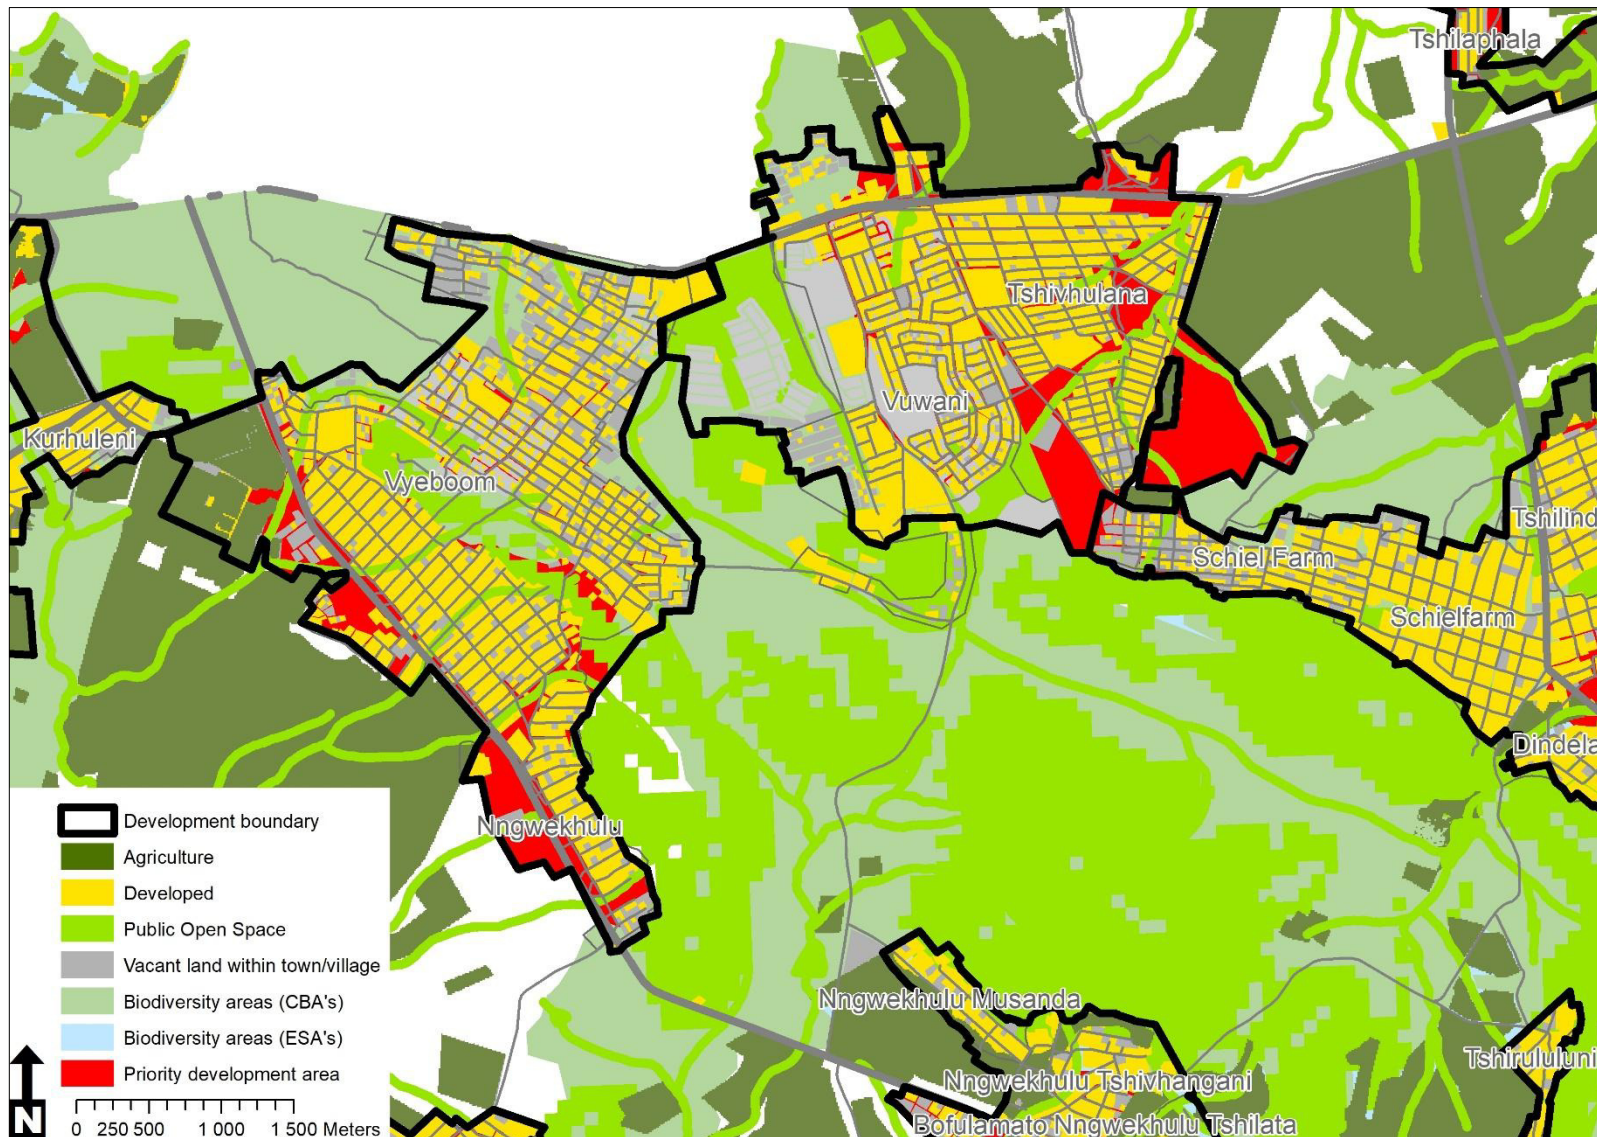 Tshilaphala
Tshivhulana
Vuwani
Kurhuleni
Vyeboom
Tshilind
Schiel Farm
Schielfarm
Dindela
Nngwekhulu
Nngwekhulu Musanda
Tshirululuni
Nngwekhulu Tshivhangani
Bofulamato Nngwekhulu Tshilata
Development boundary
Agriculture
Developed
Public Open Space
Vacant land within town/village
Biodiversity areas (CBA's)
Biodiversity areas (ESA's)
Priority development area
N
0 250 500 1 000 1 500 Meters